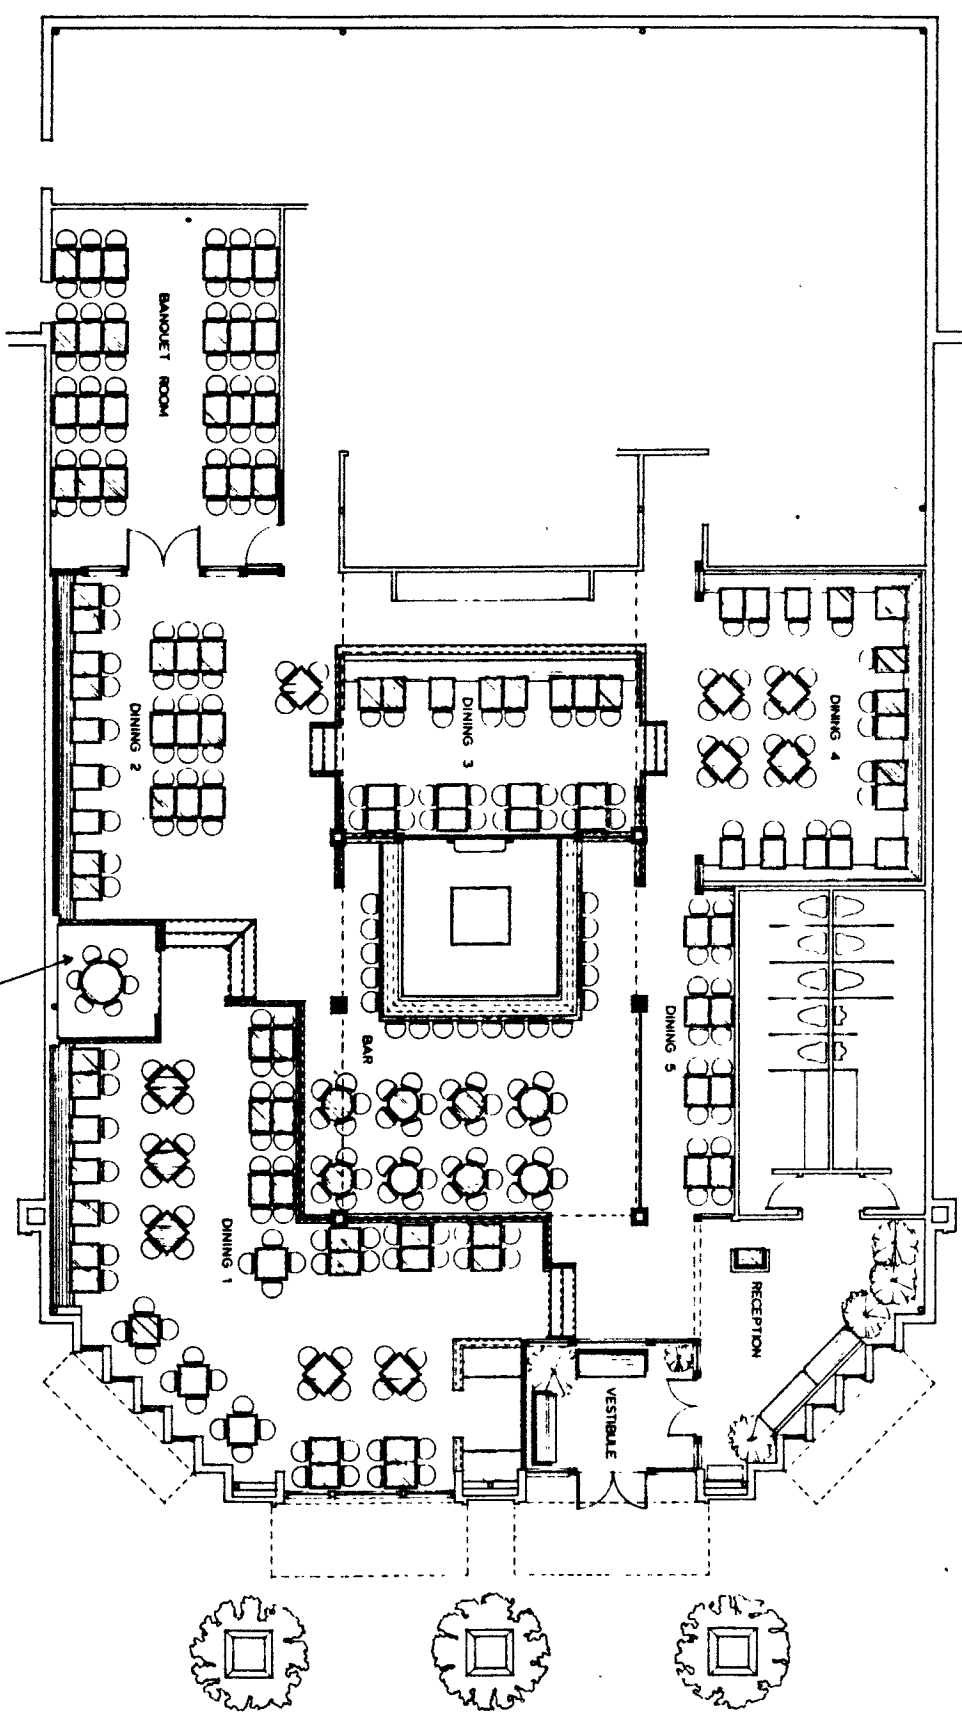 BANQUET ROOM
DINING 2
DINING 3
DINING 4
BAR
DINING 5
DINING 1
RECEPTION
VESTIBULE